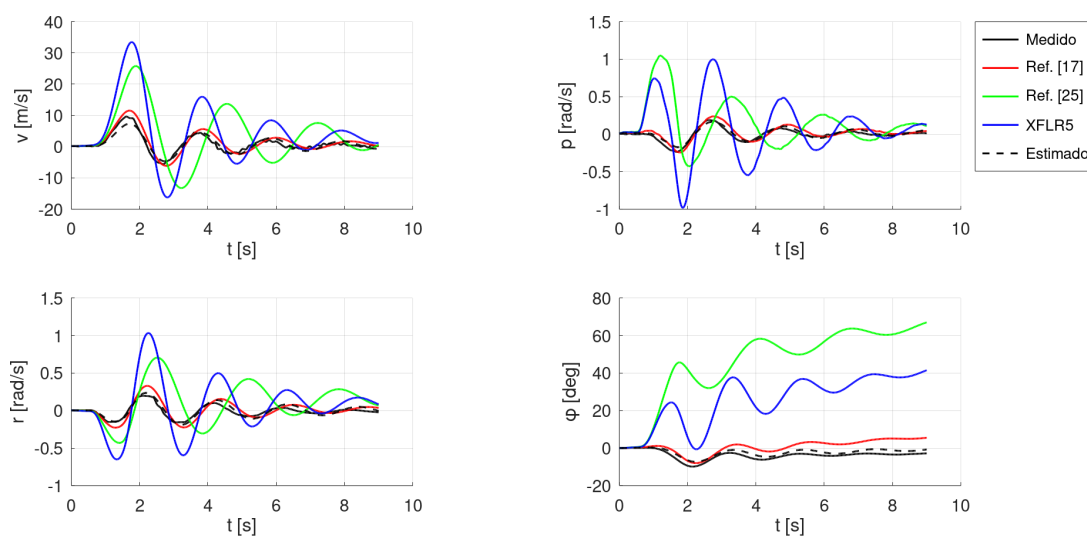 40
30
20
10
0
-10
-20
v [m/s]
0 2 4 6 8 10
t [s]
1.5
1
0.5
0
-0.5
-1
p [rad/s]
0 2 4 6 8 10
t [s]
Medido
Ref. [17]
Ref. [25]
XFLR5
Estimado
1.5
1
0.5
0
-0.5
-1
r [rad/s]
0 2 4 6 8 10
t [s]
80
60
40
20
0
-20
φ [deg]
0 2 4 6 8 10
t [s]